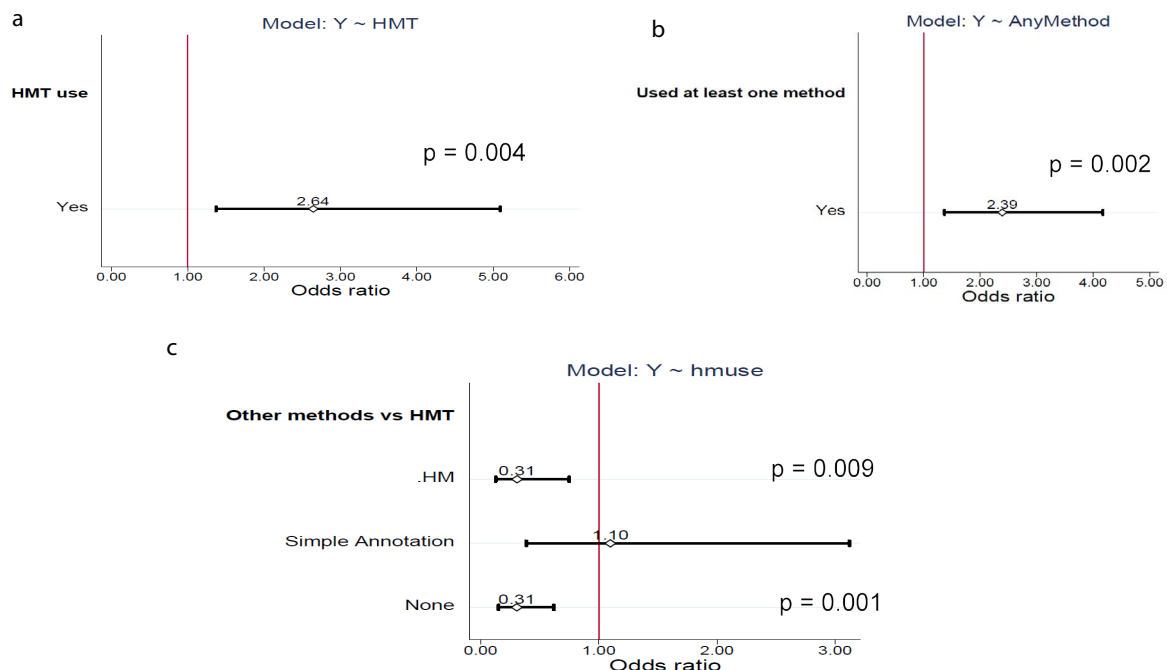 a
Model: Y ~ HMT
HMT use
p = 0.004
2.64
Yes
0.00 1.00 2.00 3.00 4.00 5.00 6.00
Odds ratio
b
Model: Y ~ AnyMethod
Used at least one method
p = 0.002
2.39
Yes
0.00 1.00 2.00 3.00 4.00 5.00
Odds ratio
c
Model: Y ~ hmuse
Other methods vs HMT
.HM 0.31 p = 0.009
Simple Annotation 1.10
None 0.31 p = 0.001
0.00 1.00 2.00 3.00
Odds ratio